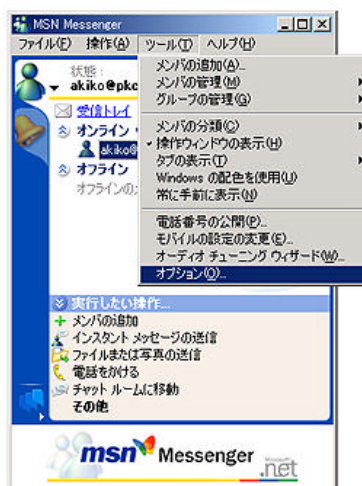 MSN Messenger
ファイル(F) 操作(A) ツール(T) ヘルプ(H)
状態:
akiko@pkc
受信トレイ
オンライン
akiko@
オフライン
オフラインの
メンバの追加(A)...
メンバの管理(M)
グループの管理(G)
メンバの分類(C)
操作ウィンドウの表示(H)
タブの表示(T)
Windows の配色を使用(U)
常に手前に表示(N)
電話番号の公開(P)...
モバイルの設定の変更(E)...
オーディオ チューニング ウィザード(W)...
オプション(O)...
実行したい操作...
メンバの追加
インスタント メッセージの送信
ファイルまたは写真の送信
電話をかける
チャット ルームに移動
その他
msn Messenger
Microsoft
.net